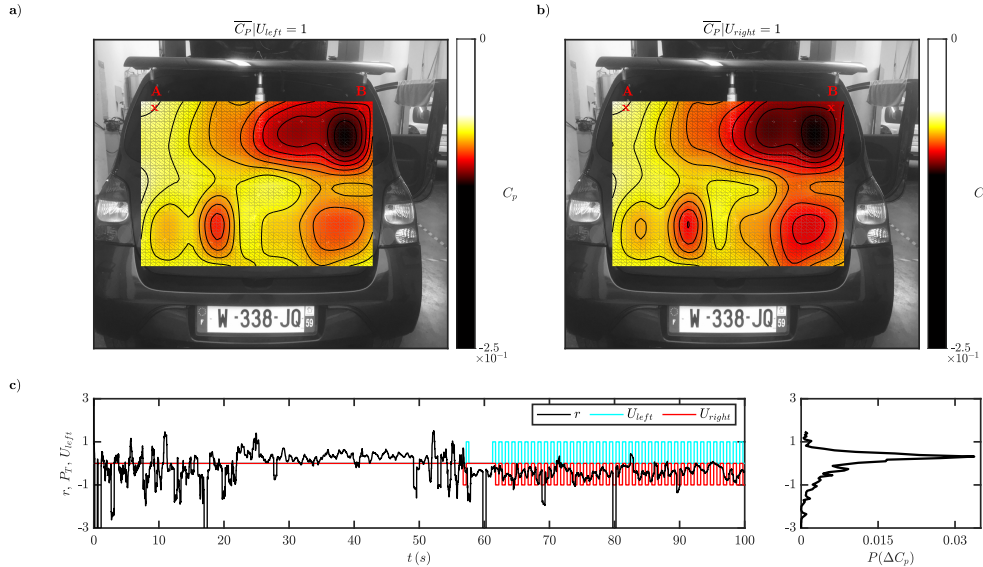 a)
b)
$\overline{C_P}|U_{left} = 1$
$\overline{C_P}|U_{right} = 1$
A
B
A
B
0
0
$C_p$
C
-2.5
×10⁻¹
-2.5
×10⁻¹
W-338-JQ
F
59
W-338-JQ
F
59
c)
r, $P_T$, $U_{left}$
3
1
-1
-3
r
$U_{left}$
$U_{right}$
0 10 20 30 40 50 60 70 80 90 100
t (s)
3
1
-1
-3
0 0.015 0.03
$P(\Delta C_p)$